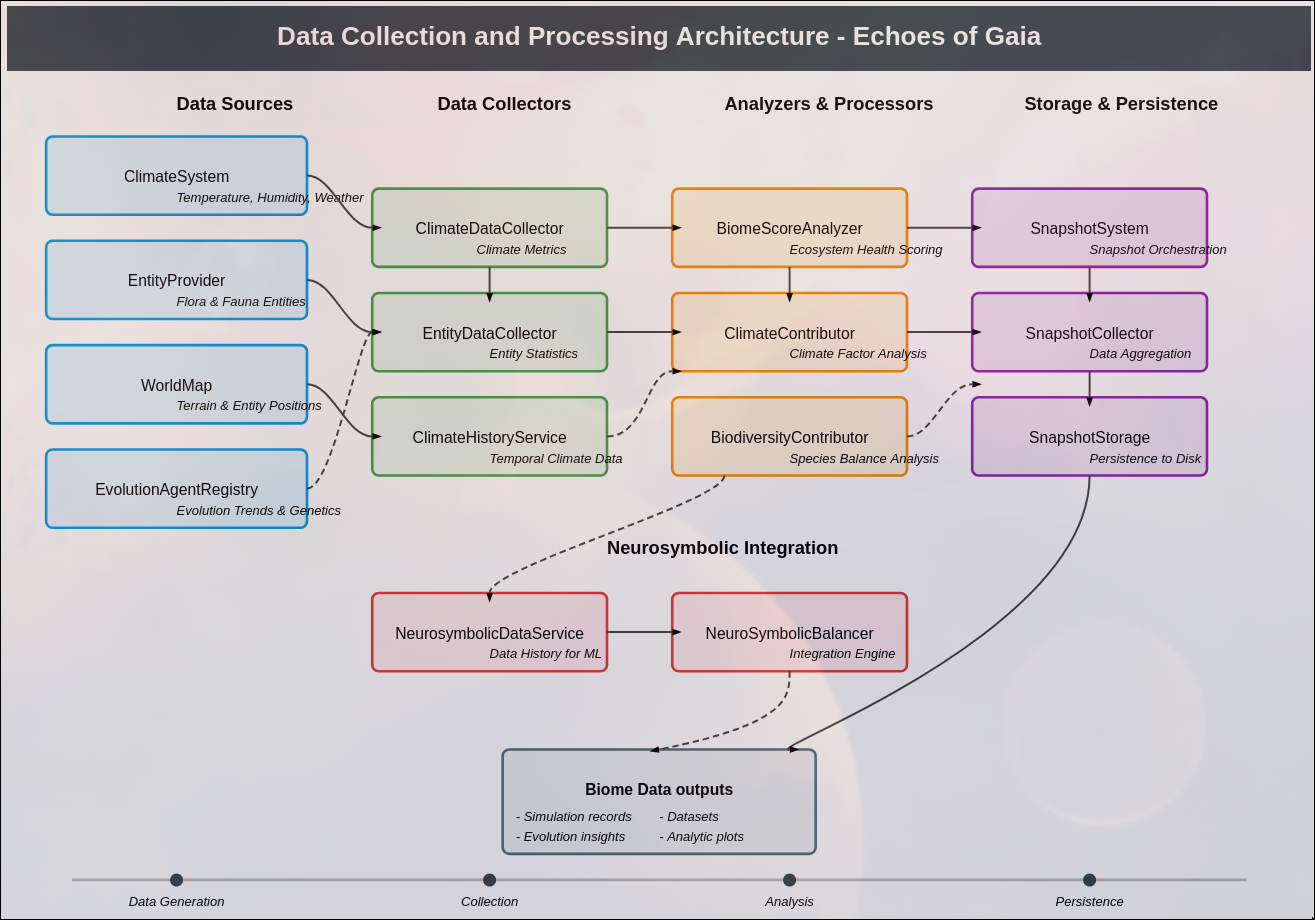 Data Collection and Processing Architecture - Echoes of Gaia
Data Sources
Data Collectors
Analyzers & Processors
Storage & Persistence
ClimateSystem
Temperature, Humidity, Weather
EntityProvider
Flora & Fauna Entities
WorldMap
Terrain & Entity Positions
EvolutionAgentRegistry
Evolution Trends & Genetics
ClimateDataCollector
Climate Metrics
EntityDataCollector
Entity Statistics
ClimateHistoryService
Temporal Climate Data
BiomeScoreAnalyzer
Ecosystem Health Scoring
ClimateContributor
Climate Factor Analysis
BiodiversityContributor
Species Balance Analysis
SnapshotSystem
Snapshot Orchestration
SnapshotCollector
Data Aggregation
SnapshotStorage
Persistence to Disk
Neurosymbolic Integration
NeurosymbolicDataService
Data History for ML
NeuroSymbolicBalancer
Integration Engine
Biome Data outputs
- Simulation records
- Datasets
- Evolution insights
- Analytic plots
Data Generation
Collection
Analysis
Persistence